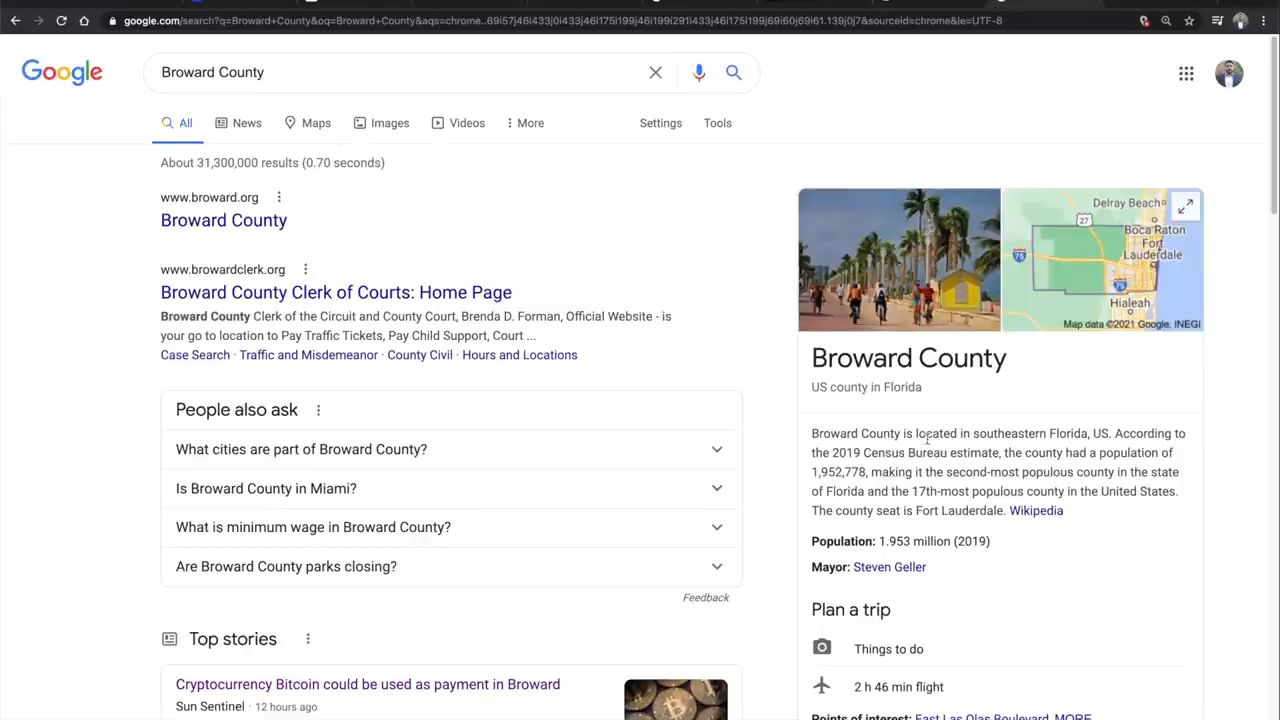 google.com/search?q=Broward+County&oq=Broward+County&aqs=chrome..69i57j46i433j0i433j46i175i199j46i199i291i433j46i175i199j69i60j69i61.139j0j7&sourceid=chrome&ie=UTF-8
Google
Broward County
All
News
Maps
Images
Videos
More
Settings
Tools
About 31,300,000 results (0.70 seconds)
www.broward.org
Broward County
www.browardclerk.org
Broward County Clerk of Courts: Home Page
Broward County Clerk of the Circuit and County Court, Brenda D. Forman, Official Website - is
your go to location to Pay Traffic Tickets, Pay Child Support, Court ...
Case Search · Traffic and Misdemeanor · County Civil · Hours and Locations
People also ask
What cities are part of Broward County?
Is Broward County in Miami?
What is minimum wage in Broward County?
Are Broward County parks closing?
Feedback
Top stories
Cryptocurrency Bitcoin could be used as payment in Broward
Sun Sentinel · 12 hours ago
Delray Beach
27
Boca Raton
75
Fort
Lauderdale
75
Hialeah
Map data ©2021 Google, INEGI
Broward County
US county in Florida
Broward County is located in southeastern Florida, US. According to
the 2019 Census Bureau estimate, the county had a population of
1,952,778, making it the second-most populous county in the state
of Florida and the 17th-most populous county in the United States.
The county seat is Fort Lauderdale. Wikipedia
Population: 1.953 million (2019)
Mayor: Steven Geller
Plan a trip
Things to do
2 h 46 min flight
Points of interest: East Las Olas Boulevard, MORE